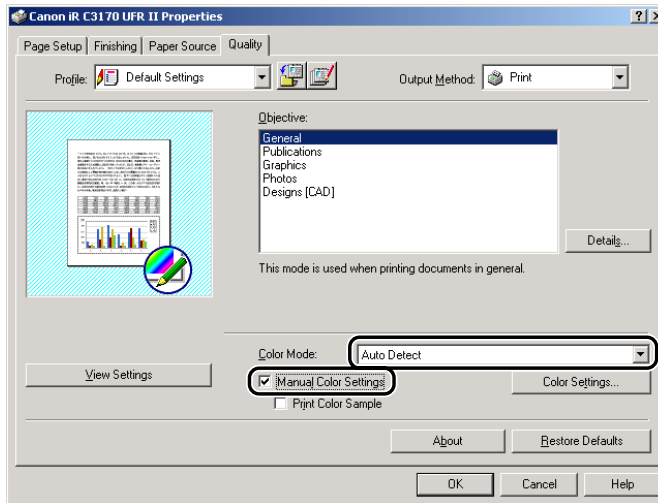 Canon iR C3170 UFR II Properties
Page Setup Finishing Paper Source Quality
Profile: Default Settings Output Method: Print
Objective:
General
Publications
Graphics
Photos
Designs [CAD]
Details...
This mode is used when printing documents in general.
Color Mode: Auto Detect
View Settings
Manual Color Settings Color Settings...
Print Color Sample
About Restore Defaults
OK Cancel Help